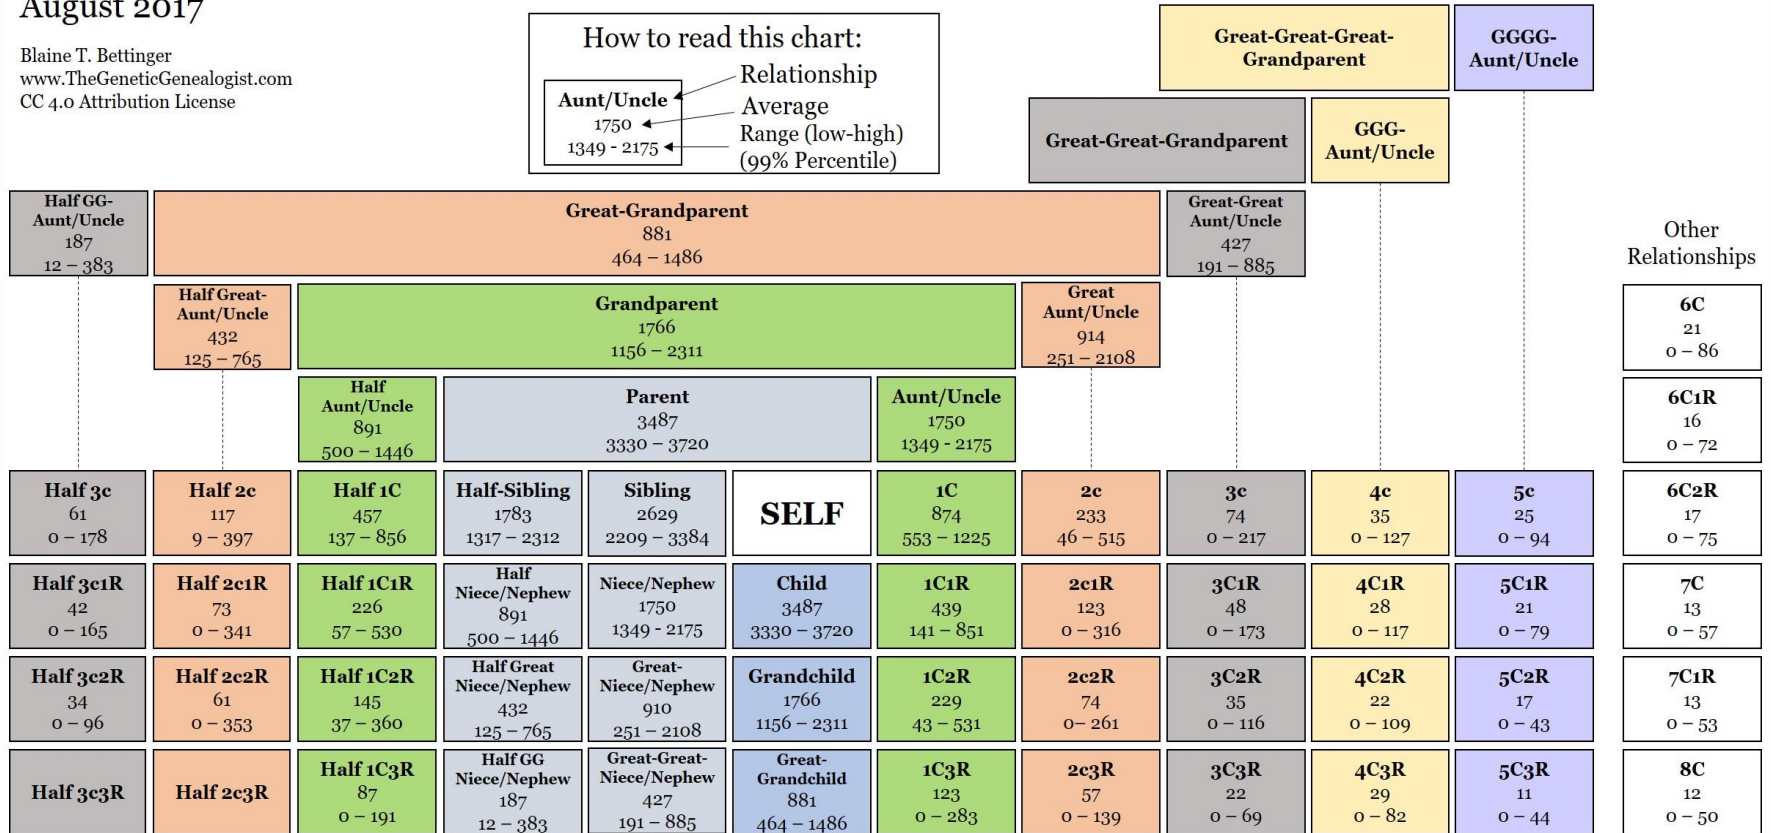 August 2017
Blaine T. Bettinger
www.TheGeneticGenealogist.com
CC 4.0 Attribution License
How to read this chart:
Relationship
Aunt/Uncle
Average
1750
Range (low-high)
1349 - 2175
(99% Percentile)
Great-Great-Great-
Grandparent
GGGG-
Aunt/Uncle
Great-Great-Grandparent
GGG-
Aunt/Uncle
Half GG-
Aunt/Uncle
187
12 – 383
Great-Grandparent
881
464 – 1486
Great-Great
Aunt/Uncle
427
191 – 885
Other
Relationships
Half Great-
Aunt/Uncle
432
125 – 765
Grandparent
1766
1156 – 2311
Great
Aunt/Uncle
914
251 – 2108
6C
21
0 – 86
Half
Aunt/Uncle
891
500 – 1446
Parent
3487
3330 – 3720
Aunt/Uncle
1750
1349 - 2175
6C1R
16
0 – 72
Half 3c
61
0 – 178
Half 2c
117
9 – 397
Half 1C
457
137 – 856
Half-Sibling
1783
1317 – 2312
Sibling
2629
2209 – 3384
SELF
1C
874
553 – 1225
2c
233
46 – 515
3c
74
0 – 217
4c
35
0 – 127
5c
25
0 – 94
6C2R
17
0 – 75
Half 3c1R
42
0 – 165
Half 2c1R
73
0 – 341
Half 1C1R
226
57 – 530
Half
Niece/Nephew
891
500 – 1446
Niece/Nephew
1750
1349 - 2175
Child
3487
3330 – 3720
1C1R
439
141 – 851
2c1R
123
0 – 316
3C1R
48
0 – 173
4C1R
28
0 – 117
5C1R
21
0 – 79
7C
13
0 – 57
Half 3c2R
34
0 – 96
Half 2c2R
61
0 – 353
Half 1C2R
145
37 – 360
Half Great
Niece/Nephew
432
125 – 765
Great-
Niece/Nephew
910
251 – 2108
Grandchild
1766
1156 – 2311
1C2R
229
43 – 531
2c2R
74
0– 261
3C2R
35
0 – 116
4C2R
22
0 – 109
5C2R
17
0 – 43
7C1R
13
0 – 53
Half 3c3R
Half 2c3R
Half 1C3R
87
0 – 191
Half GG
Niece/Nephew
187
12 – 383
Great-Great-
Niece/Nephew
427
191 – 885
Great-
Grandchild
881
464 – 1486
1C3R
123
0 – 283
2c3R
57
0 – 139
3C3R
22
0 – 69
4C3R
29
0 – 82
5C3R
11
0 – 44
8C
12
0 – 50